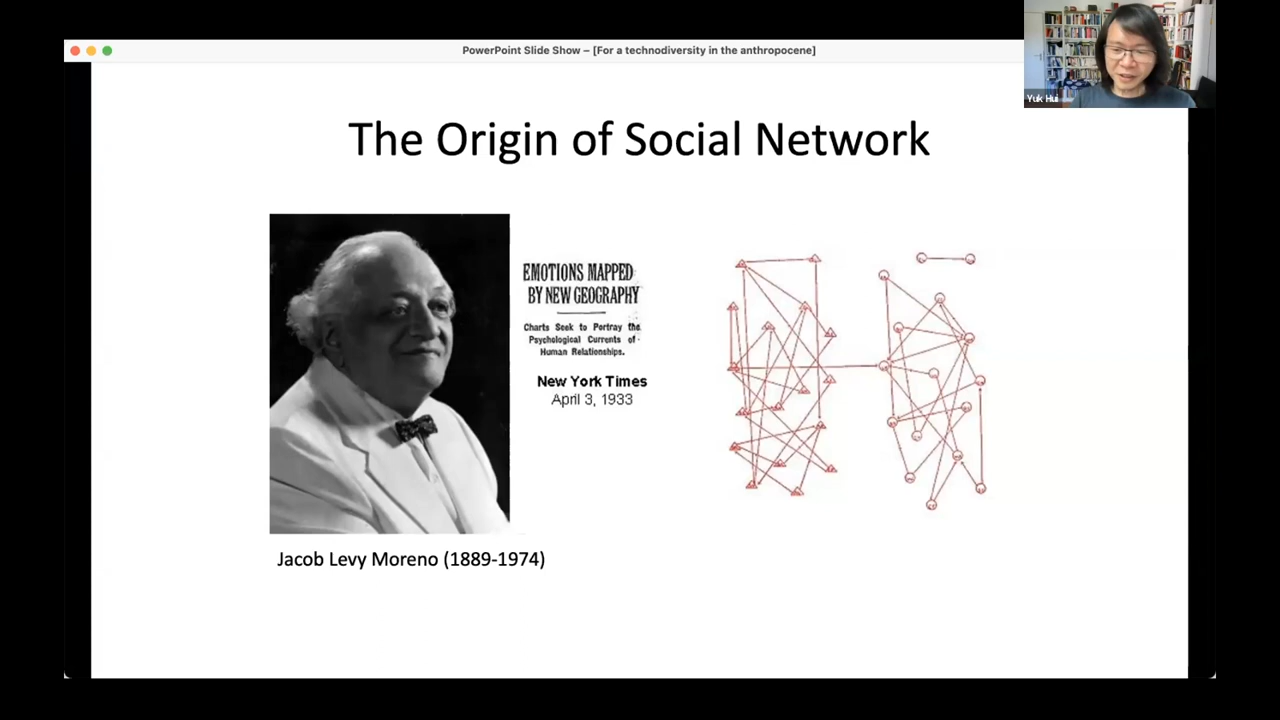 PowerPoint Slide Show – [For a technodiversity in the anthropocene]
Yuk Hui
The Origin of Social Network
EMOTIONS MAPPED
BY NEW GEOGRAPHY
Charts Seek to Portray the
Psychological Currents of
Human Relationships.
New York Times
April 3, 1933
Jacob Levy Moreno (1889-1974)